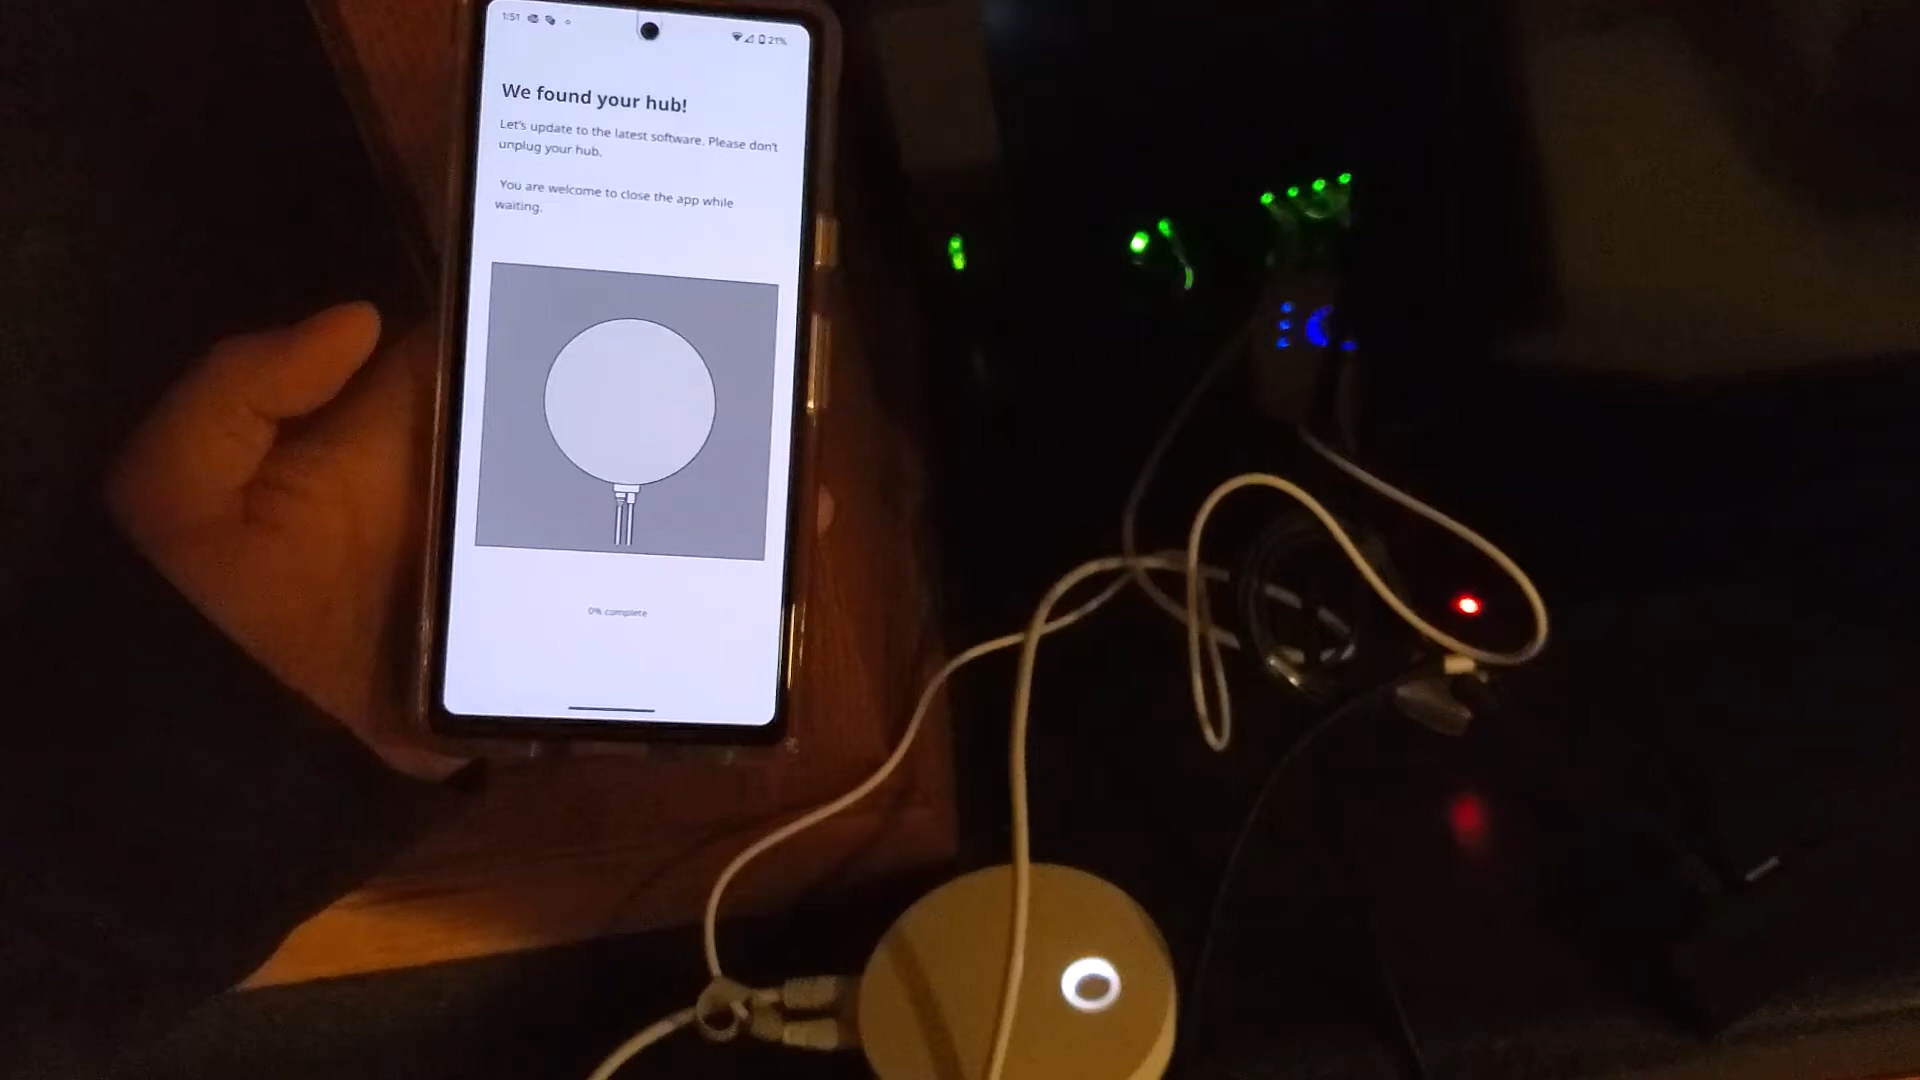 1:51
21%
We found your hub!
Let's update to the latest software. Please don't
unplug your hub.
You are welcome to close the app while
waiting.
0% complete